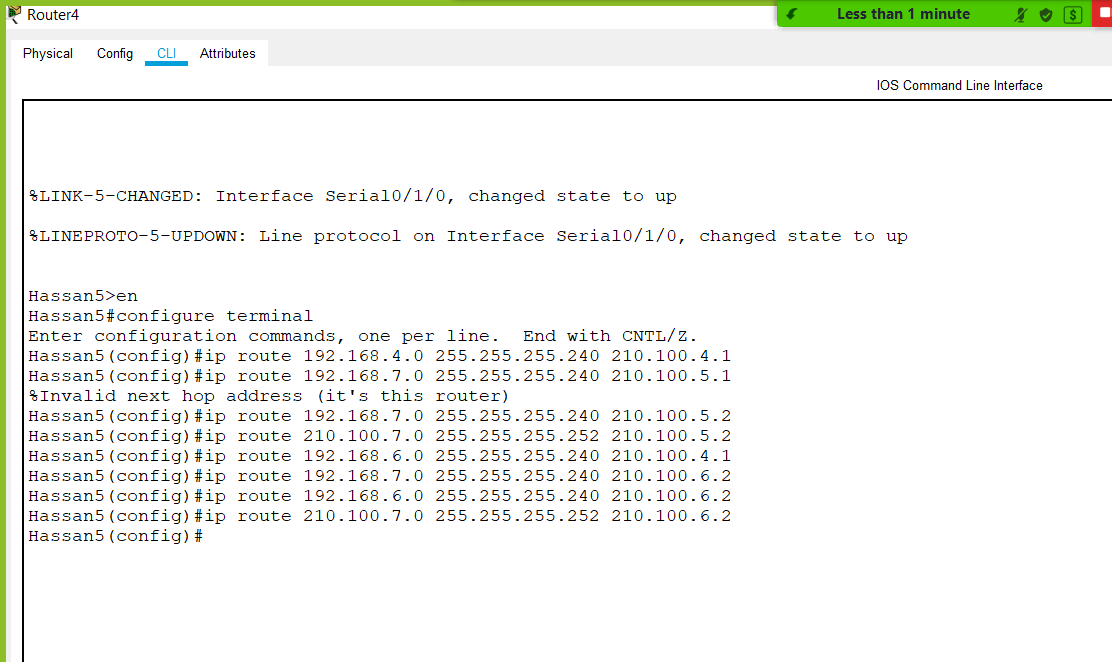 Router4
Less than 1 minute
$
Physical Config CLI Attributes
IOS Command Line Interface
%LINK-5-CHANGED: Interface Serial0/1/0, changed state to up
%LINEPROTO-5-UPDOWN: Line protocol on Interface Serial0/1/0, changed state to up
Hassan5>en
Hassan5#configure terminal
Enter configuration commands, one per line.  End with CNTL/Z.
Hassan5(config)#ip route 192.168.4.0 255.255.255.240 210.100.4.1
Hassan5(config)#ip route 192.168.7.0 255.255.255.240 210.100.5.1
%Invalid next hop address (it's this router)
Hassan5(config)#ip route 192.168.7.0 255.255.255.240 210.100.5.2
Hassan5(config)#ip route 210.100.7.0 255.255.255.252 210.100.5.2
Hassan5(config)#ip route 192.168.6.0 255.255.255.240 210.100.4.1
Hassan5(config)#ip route 192.168.7.0 255.255.255.240 210.100.6.2
Hassan5(config)#ip route 192.168.6.0 255.255.255.240 210.100.6.2
Hassan5(config)#ip route 210.100.7.0 255.255.255.252 210.100.6.2
Hassan5(config)#